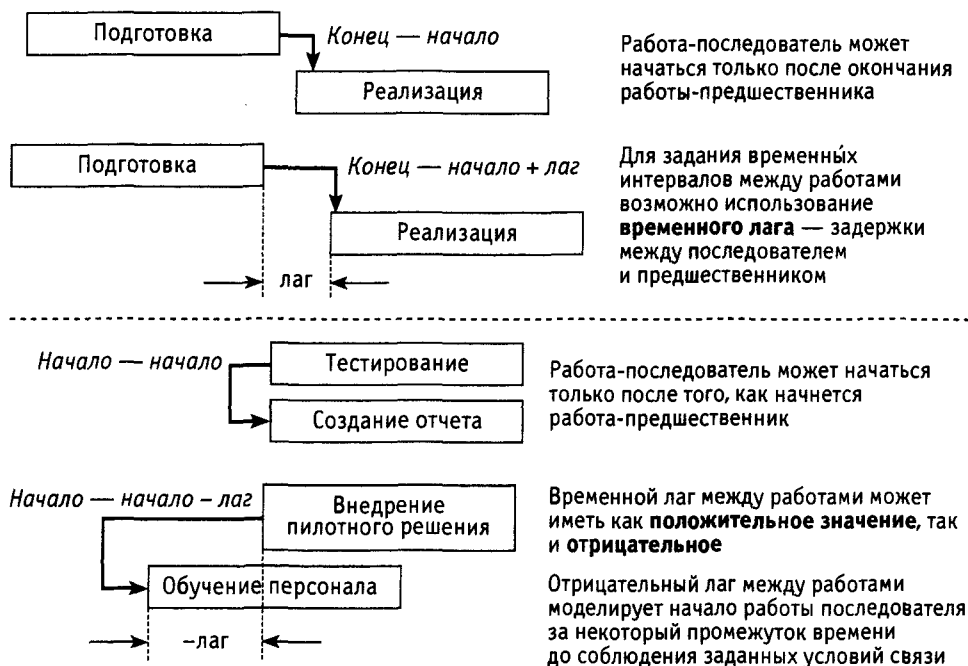 Подготовка
Конец — начало
Реализация
Работа-последователь может
начаться только после окончания
работы-предшественника
Подготовка
Конец — начало + лаг
Реализация
лаг
Для задания временны́х
интервалов между работами
возможно использование
временного лага — задержки
между последователем
и предшественником
Начало — начало
Тестирование
Создание отчета
Работа-последователь может начаться
только после того, как начнется
работа-предшественник
Начало — начало – лаг
Внедрение
пилотного решения
Обучение персонала
–лаг
Временной лаг между работами может
иметь как положительное значение, так
и отрицательное
Отрицательный лаг между работами
моделирует начало работы последователя
за некоторый промежуток времени
до соблюдения заданных условий связи